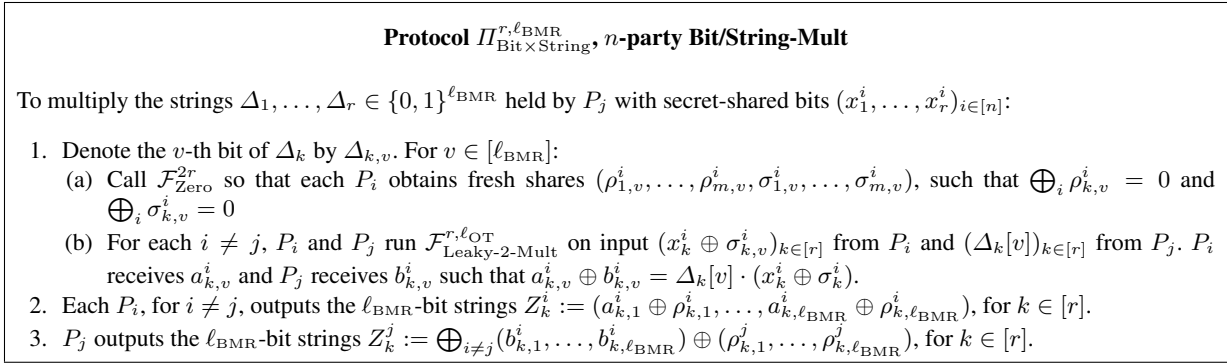 Protocol $\Pi^{r,\ell_{\mathrm{BMR}}}_{\mathrm{Bit \times String}}$, n-party Bit/String-Mult
To multiply the strings $\Delta_1, \ldots, \Delta_r \in \{0,1\}^{\ell_{\mathrm{BMR}}}$ held by $P_j$ with secret-shared bits $(x^i_1, \ldots, x^i_r)_{i \in [n]}$:
1. Denote the $v$-th bit of $\Delta_k$ by $\Delta_{k,v}$. For $v \in [\ell_{\mathrm{BMR}}]$:
(a) Call $\mathcal{F}^{2r}_{\mathrm{Zero}}$ so that each $P_i$ obtains fresh shares $(\rho^i_{1,v}, \ldots, \rho^i_{m,v}, \sigma^i_{1,v}, \ldots, \sigma^i_{m,v})$, such that $\bigoplus_i \rho^i_{k,v} = 0$ and
$\bigoplus_i \sigma^i_{k,v} = 0$
(b) For each $i \neq j$, $P_i$ and $P_j$ run $\mathcal{F}^{r,\ell_{\mathrm{OT}}}_{\mathrm{Leaky\text{-}2\text{-}Mult}}$ on input $(x^i_k \oplus \sigma^i_{k,v})_{k \in [r]}$ from $P_i$ and $(\Delta_k[v])_{k \in [r]}$ from $P_j$. $P_i$
receives $a^i_{k,v}$ and $P_j$ receives $b^i_{k,v}$ such that $a^i_{k,v} \oplus b^i_{k,v} = \Delta_k[v] \cdot (x^i_k \oplus \sigma^i_k)$.
2. Each $P_i$, for $i \neq j$, outputs the $\ell_{\mathrm{BMR}}$-bit strings $Z^i_k := (a^i_{k,1} \oplus \rho^i_{k,1}, \ldots, a^i_{k,\ell_{\mathrm{BMR}}} \oplus \rho^i_{k,\ell_{\mathrm{BMR}}})$, for $k \in [r]$.
3. $P_j$ outputs the $\ell_{\mathrm{BMR}}$-bit strings $Z^j_k := \bigoplus_{i \neq j} (b^i_{k,1}, \ldots, b^i_{k,\ell_{\mathrm{BMR}}}) \oplus (\rho^j_{k,1}, \ldots, \rho^j_{k,\ell_{\mathrm{BMR}}})$, for $k \in [r]$.